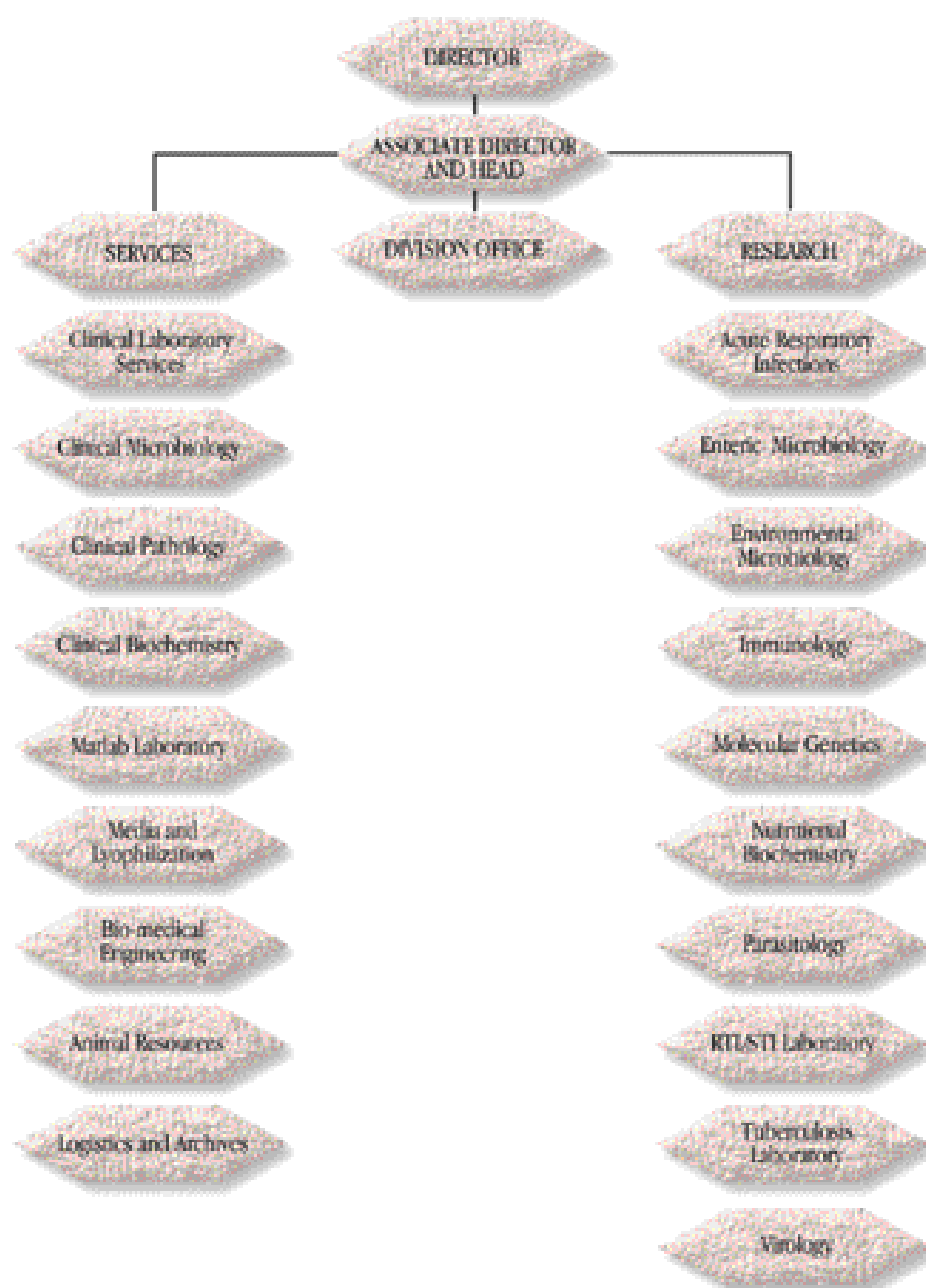 DIRECTOR
ASSOCIATE DIRECTOR
AND HEAD
SERVICES
DIVISION OFFICE
RESEARCH
Clinical Laboratory
Services
Clinical Microbiology
Clinical Pathology
Clinical Biochemistry
Matlab Laboratory
Media and
Lyophilization
Bio-medical
Engineering
Animal Resources
Logistics and Archives
Acute Respiratory
Infections
Enteric Microbiology
Environmental
Microbiology
Immunology
Molecular Genetics
Nutritional
Biochemistry
Parasitology
RTI/STI Laboratory
Tuberculosis
Laboratory
Virology